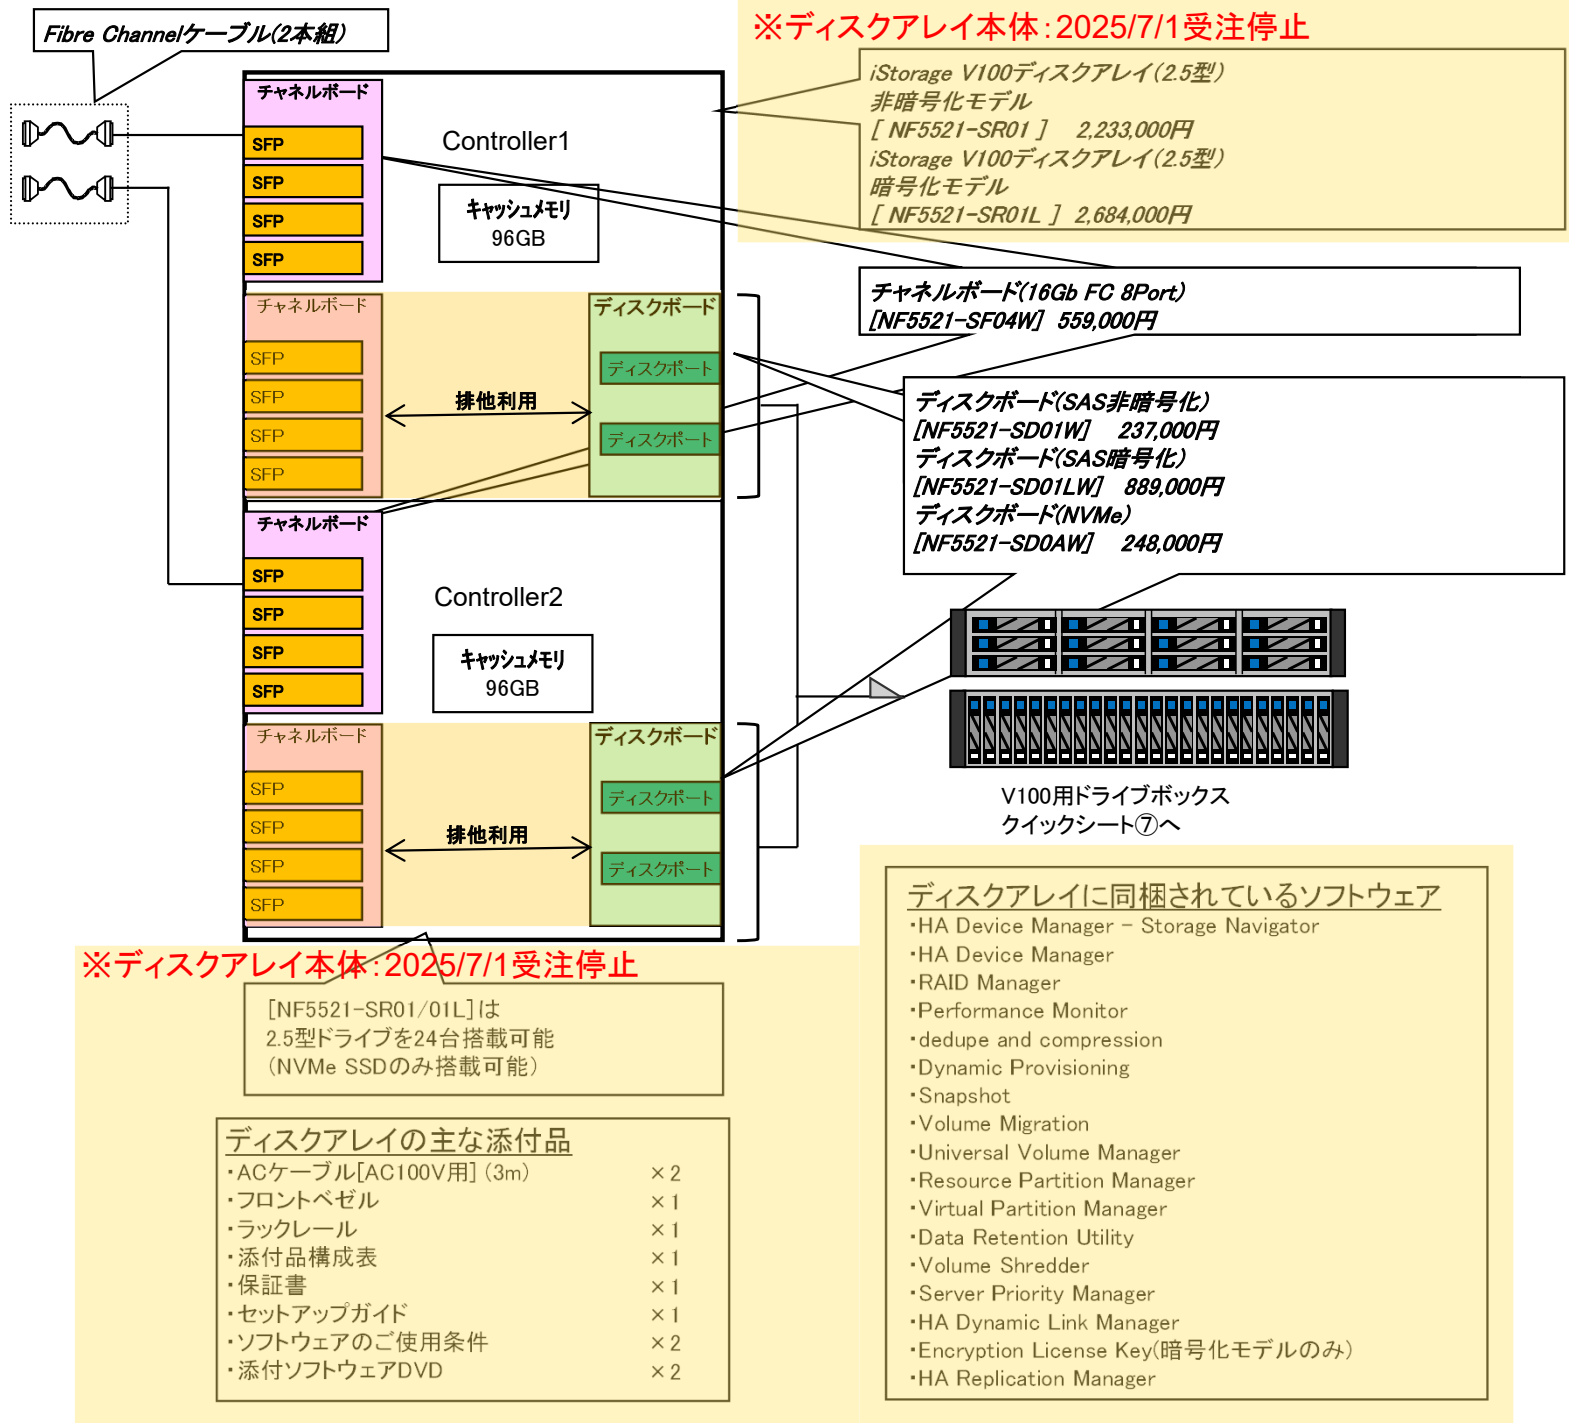 Fibre Channelケーブル(2本組)
※ディスクアレイ本体：2025/7/1受注停止
iStorage V100ディスクアレイ(2.5型)
非暗号化モデル
[ NF5521-SR01 ] 2,233,000円
iStorage V100ディスクアレイ(2.5型)
暗号化モデル
[ NF5521-SR01L ] 2,684,000円
チャネルボード
SFP
SFP
SFP
SFP
Controller1
キャッシュメモリ
96GB
チャネルボード(16Gb FC 8Port)
[NF5521-SF04W] 559,000円
チャネルボード
SFP
SFP
SFP
SFP
排他利用
ディスクボード
ディスクポート
ディスクポート
ディスクボード(SAS非暗号化)
[NF5521-SD01W] 237,000円
ディスクボード(SAS暗号化)
[NF5521-SD01LW] 889,000円
ディスクボード(NVMe)
[NF5521-SD0AW] 248,000円
チャネルボード
SFP
SFP
SFP
SFP
Controller2
キャッシュメモリ
96GB
チャネルボード
SFP
SFP
SFP
SFP
排他利用
ディスクボード
ディスクポート
ディスクポート
V100用ドライブボックス
クイックシート⑦へ
※ディスクアレイ本体：2025/7/1受注停止
[NF5521-SR01/01L]は
2.5型ドライブを24台搭載可能
(NVMe SSDのみ搭載可能)
ディスクアレイの主な添付品
・ACケーブル[AC100V用] (3m) ×2
・フロントベゼル ×1
・ラックレール ×1
・添付品構成表 ×1
・保証書 ×1
・セットアップガイド ×1
・ソフトウェアのご使用条件 ×2
・添付ソフトウェアDVD ×2
ディスクアレイに同梱されているソフトウェア
・HA Device Manager - Storage Navigator
・HA Device Manager
・RAID Manager
・Performance Monitor
・dedupe and compression
・Dynamic Provisioning
・Snapshot
・Volume Migration
・Universal Volume Manager
・Resource Partition Manager
・Virtual Partition Manager
・Data Retention Utility
・Volume Shredder
・Server Priority Manager
・HA Dynamic Link Manager
・Encryption License Key(暗号化モデルのみ)
・HA Replication Manager